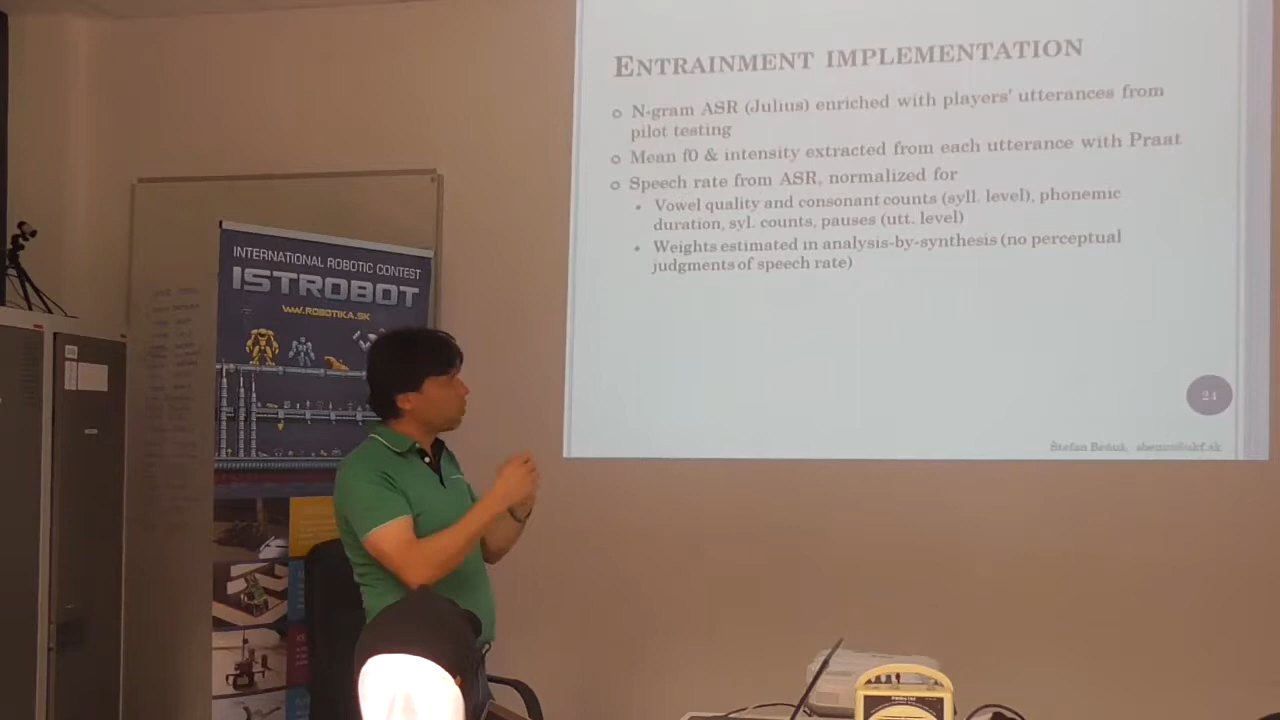 ENTRAINMENT IMPLEMENTATION
N-gram ASR (Julius) enriched with players' utterances from
pilot testing
Mean f0 & intensity extracted from each utterance with Praat
Speech rate from ASR, normalized for
Vowel quality and consonant counts (syll. level), phonemic
duration, syl. counts, pauses (utt. level)
Weights estimated in analysis-by-synthesis (no perceptual
judgments of speech rate)
24
Štefan Beňuš,
INTERNATIONAL ROBOTIC CONTEST
ISTROBOT
WWW.ROBOTIKA.SK